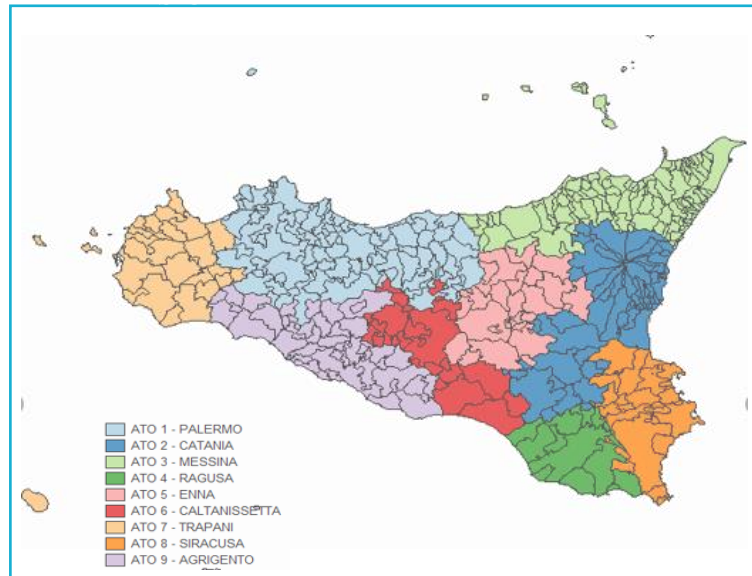 ATO 1 - PALERMO
ATO 2 - CATANIA
ATO 3 - MESSINA
ATO 4 - RAGUSA
ATO 5 - ENNA
ATO 6 - CALTANISSETTA
ATO 7 - TRAPANI
ATO 8 - SIRACUSA
ATO 9 - AGRIGENTO